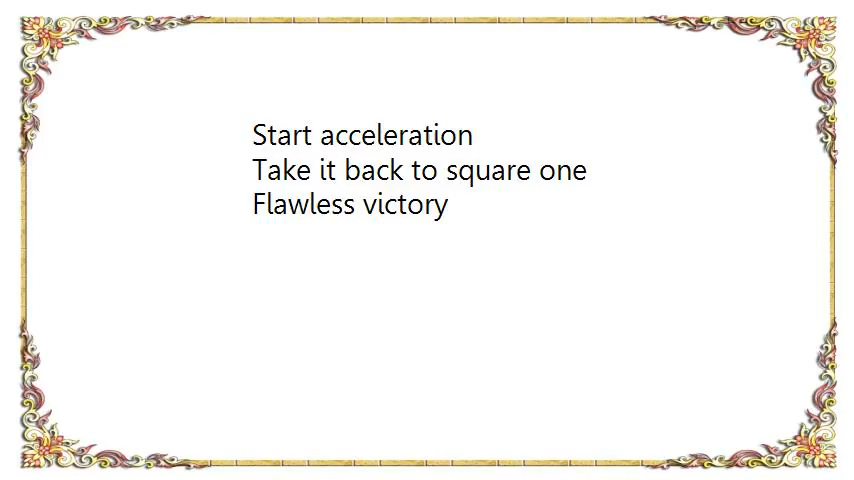 Start acceleration
Take it back to square one
Flawless victory